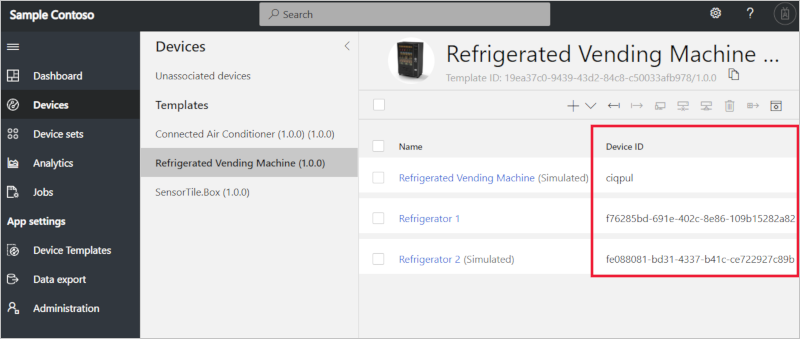 Sample Contoso
Search
?
Dashboard
Devices
Device sets
Analytics
Jobs
App settings
Device Templates
Data export
Administration
Devices
Unassociated devices
Templates
Connected Air Conditioner (1.0.0) (1.0.0)
Refrigerated Vending Machine (1.0.0)
SensorTile.Box (1.0.0)
Refrigerated Vending Machine ...
Template ID: 19ea37c0-9439-43d2-84c8-c50033afb978/1.0.0
Name Device ID
Refrigerated Vending Machine (Simulated) ciqpul
Refrigerator 1 f76285bd-691e-402c-8e86-109b15282a82
Refrigerator 2 (Simulated) fe088081-bd31-4337-b41c-ce722927c89b